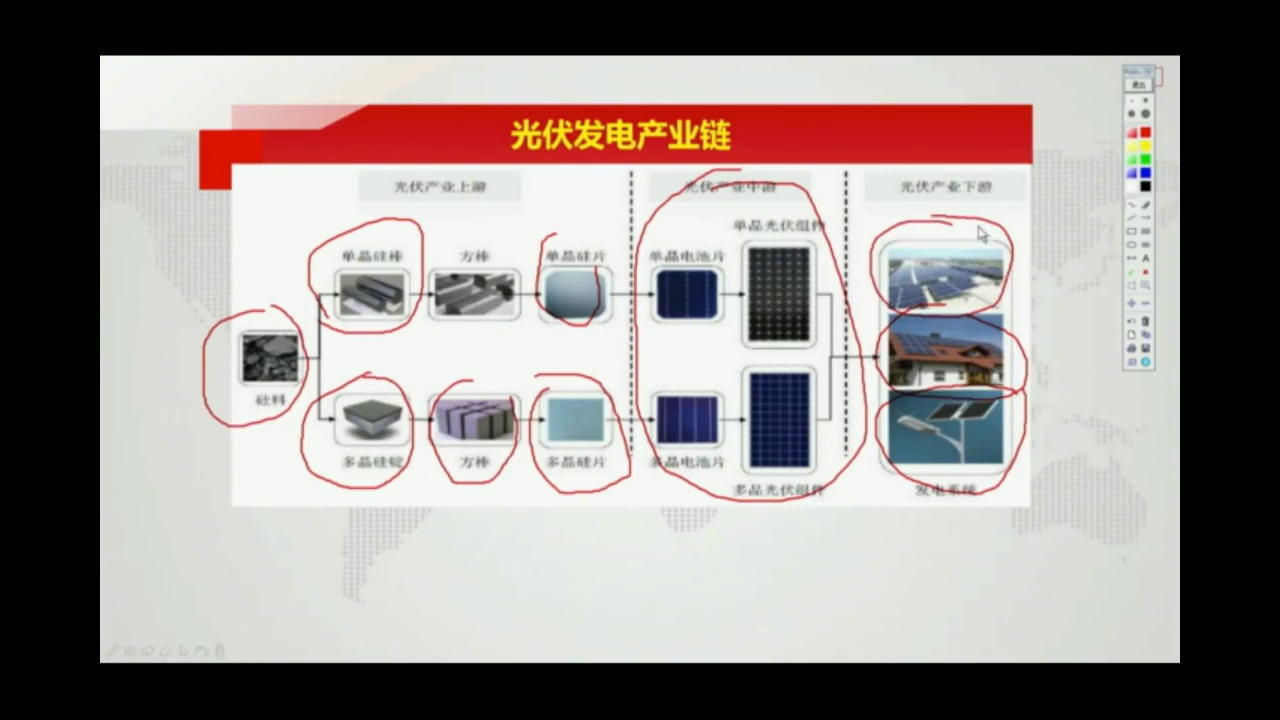 光伏发电产业链
光伏产业上游
光伏产业中游
光伏产业下游
单晶光伏组件
单晶硅棒
方棒
单晶硅片
单晶电池片
硅料
多晶硅锭
方棒
多晶硅片
多晶电池片
多晶光伏组件
发电系统
退出
A